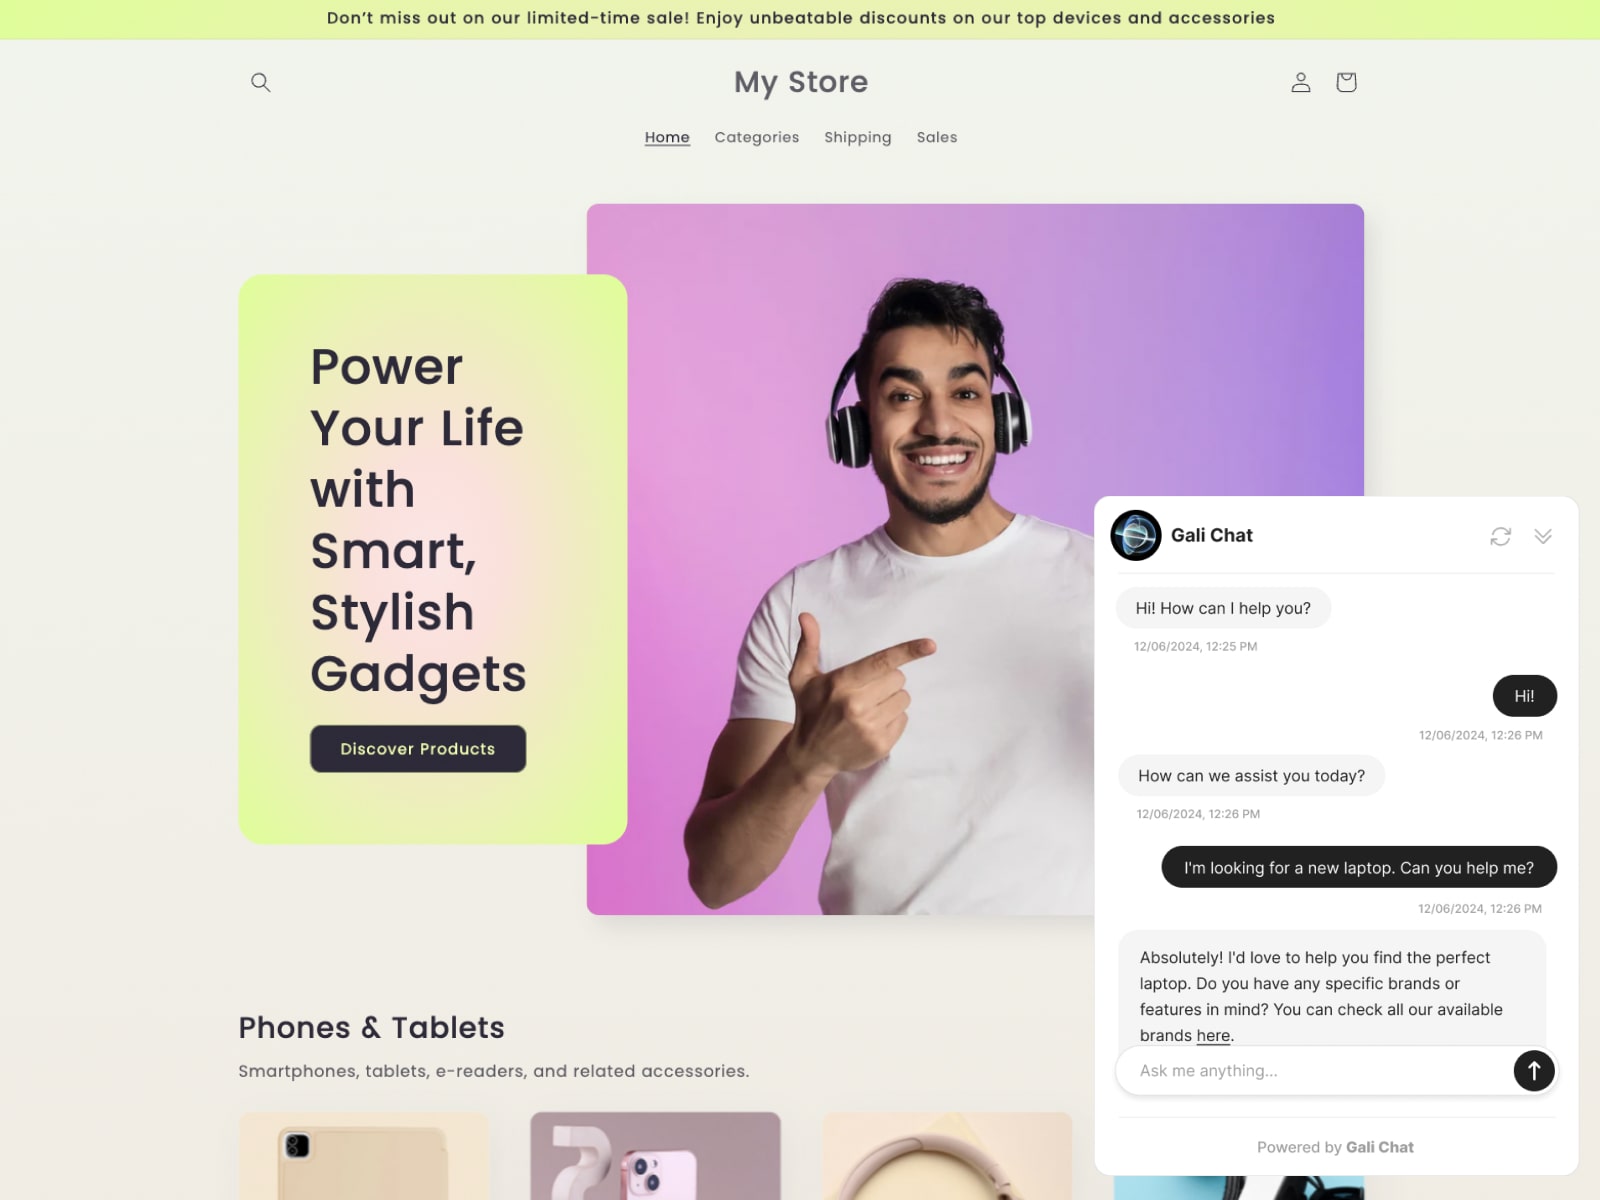 Don’t miss out on our limited-time sale! Enjoy unbeatable discounts on our top devices and accessories
My Store
Home Categories Shipping Sales
Power
Your Life
with
Smart,
Stylish
Gadgets
Discover Products
Phones & Tablets
Smartphones, tablets, e-readers, and related accessories.
Gali Chat
Hi! How can I help you?
12/06/2024, 12:25 PM
Hi!
12/06/2024, 12:26 PM
How can we assist you today?
12/06/2024, 12:26 PM
I'm looking for a new laptop. Can you help me?
12/06/2024, 12:26 PM
Absolutely! I'd love to help you find the perfect
laptop. Do you have any specific brands or
features in mind? You can check all our available
brands here.
Ask me anything...
Powered by Gali Chat